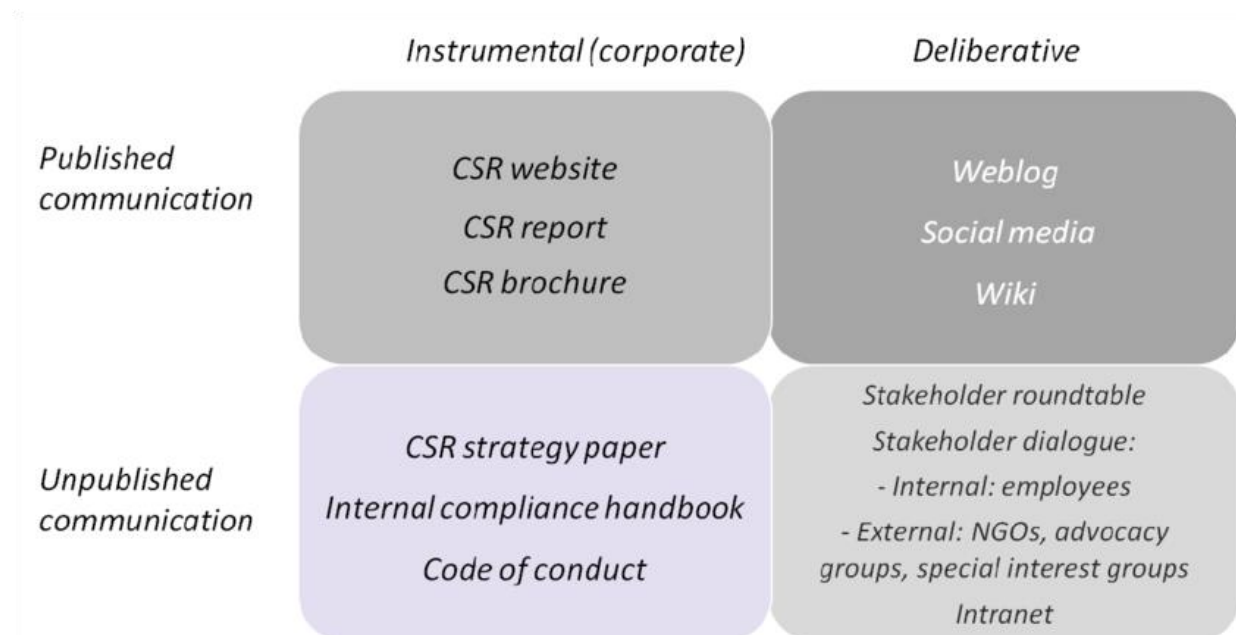 Instrumental (corporate)
Deliberative
Published
communication
CSR website
CSR report
CSR brochure
Weblog
Social media
Wiki
Unpublished
communication
CSR strategy paper
Internal compliance handbook
Code of conduct
Stakeholder roundtable
Stakeholder dialogue:
- Internal: employees
- External: NGOs, advocacy
groups, special interest groups
Intranet